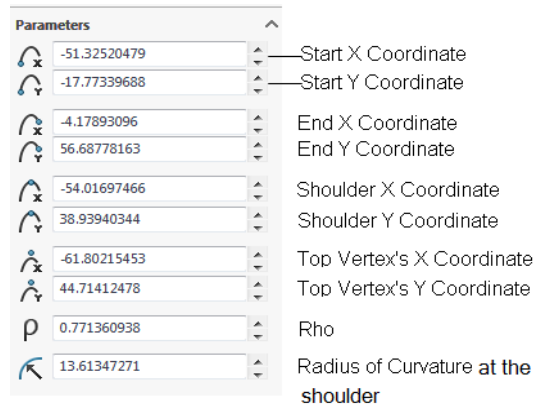 Parameters
-51.32520479 Start X Coordinate
-17.77339688 Start Y Coordinate
-4.17893096 End X Coordinate
56.68778163 End Y Coordinate
-54.01697466 Shoulder X Coordinate
38.93940344 Shoulder Y Coordinate
-61.80215453 Top Vertex's X Coordinate
44.71412478 Top Vertex's Y Coordinate
ρ 0.771360938 Rho
13.61347271 Radius of Curvature at the
shoulder